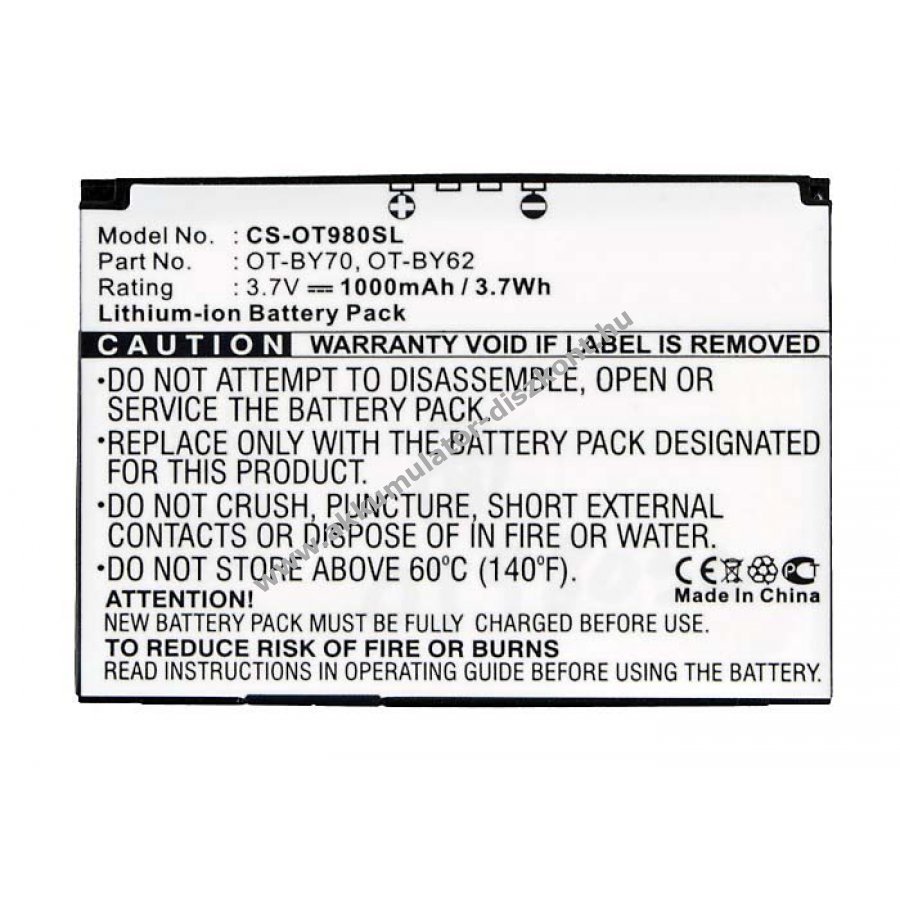 Model No. : CS-OT980SL
Part No. : OT-BY70, OT-BY62
Rating : 3.7V 1000mAh / 3.7Wh
Lithium-ion Battery Pack
CAUTION WARRANTY VOID IF LABEL IS REMOVED
•DO NOT ATTEMPT TO DISASSEMBLE, OPEN OR
SERVICE THE BATTERY PACK.
•REPLACE ONLY WITH THE BATTERY PACK DESIGNATED
FOR THIS PRODUCT.
•DO NOT CRUSH, PUNCTURE, SHORT EXTERNAL
CONTACTS OR DISPOSE OF IN FIRE OR WATER.
•DO NOT STORE ABOVE 60°C (140°F).
CE
Made In China
ATTENTION!
NEW BATTERY PACK MUST BE FULLY CHARGED BEFORE USE.
TO REDUCE RISK OF FIRE OR BURNS
READ INSTRUCTIONS IN OPERATING GUIDE BEFORE USING THE BATTERY.
www.akkumulator-diszkont.hu